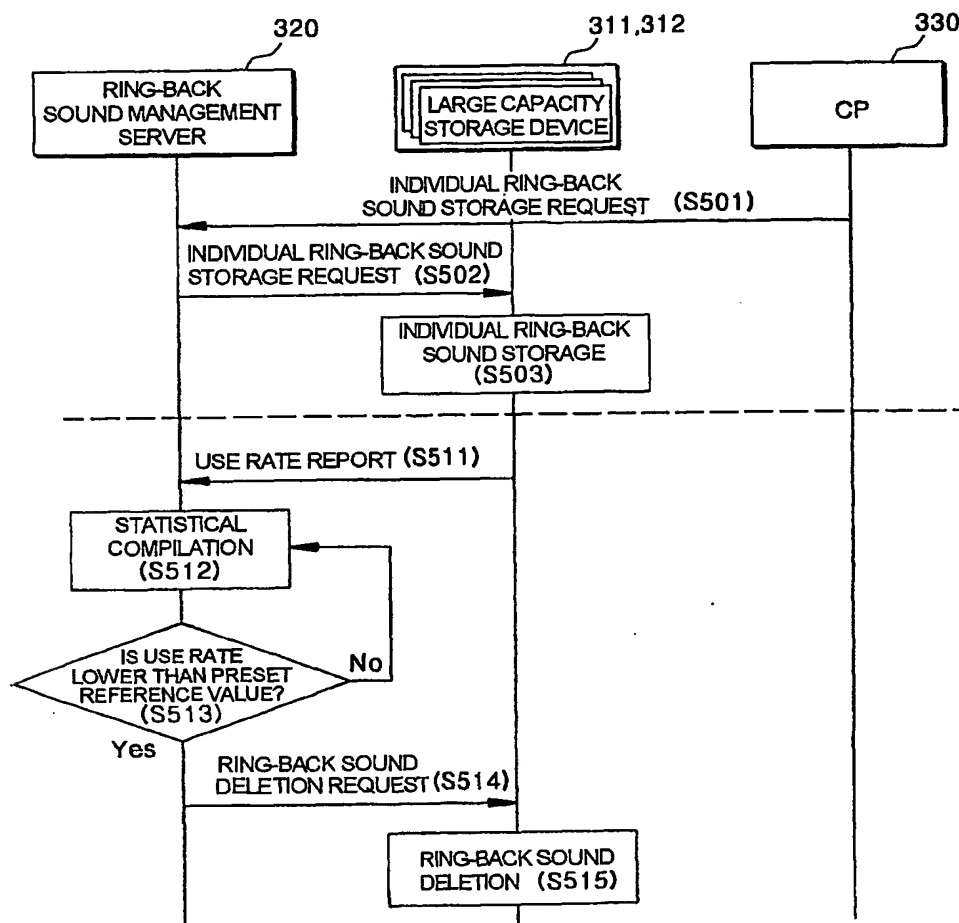 320
311,312
330
RING-BACK
SOUND MANAGEMENT
SERVER
LARGE CAPACITY
STORAGE DEVICE
CP
INDIVIDUAL RING-BACK
SOUND STORAGE REQUEST (S501)
INDIVIDUAL RING-BACK SOUND
STORAGE REQUEST (S502)
INDIVIDUAL RING-BACK
SOUND STORAGE
(S503)
USE RATE REPORT (S511)
STATISTICAL
COMPILATION
(S512)
IS USE RATE
LOWER THAN PRESET
REFERENCE VALUE?
(S513)
No
Yes
RING-BACK SOUND
DELETION REQUEST (S514)
RING-BACK SOUND
DELETION (S515)